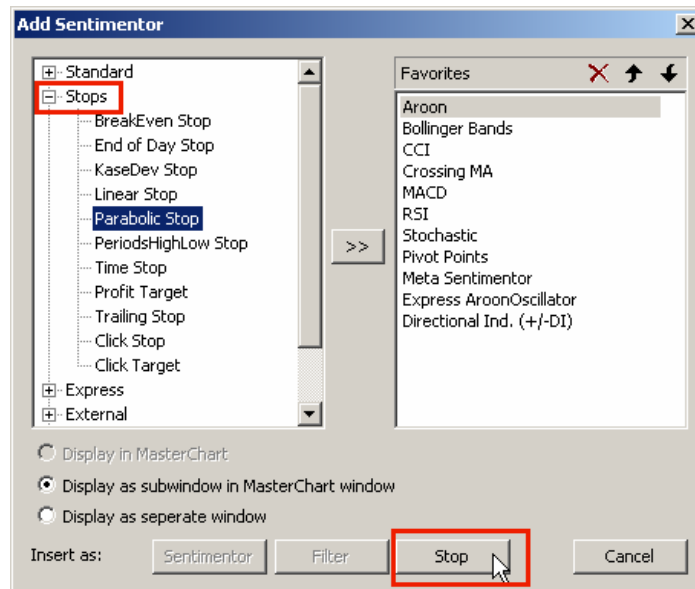 Add Sentimentor
Standard
Stops
BreakEven Stop
End of Day Stop
KaseDev Stop
Linear Stop
Parabolic Stop
PeriodsHighLow Stop
Time Stop
Profit Target
Trailing Stop
Click Stop
Click Target
Express
External
>>
Favorites
Aroon
Bollinger Bands
CCI
Crossing MA
MACD
RSI
Stochastic
Pivot Points
Meta Sentimentor
Express AroonOscillator
Directional Ind. (+/-DI)
Display in MasterChart
Display as subwindow in MasterChart window
Display as seperate window
Insert as: Sentimentor Filter Stop Cancel